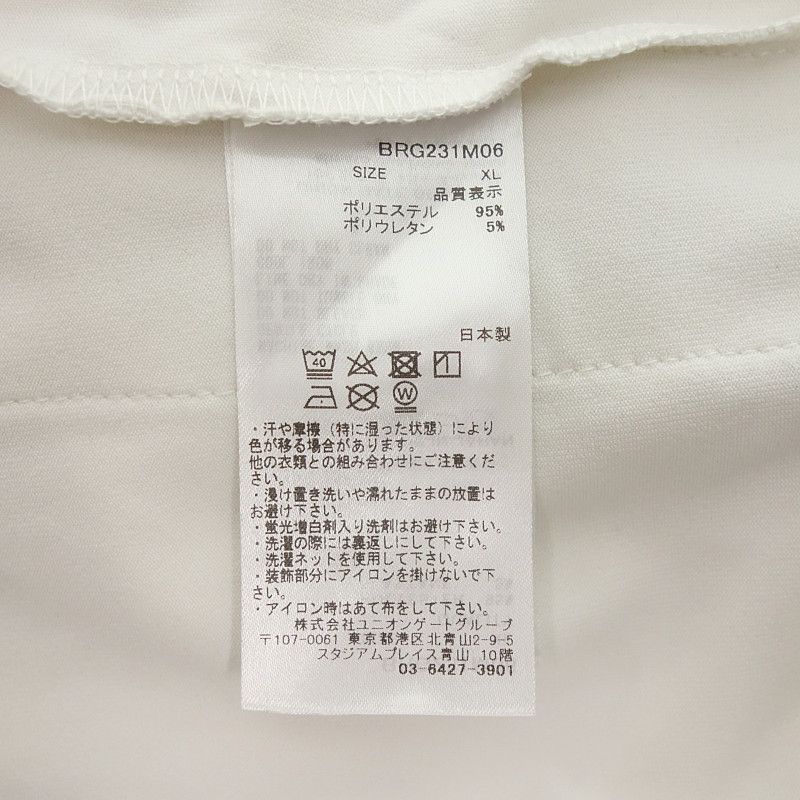 BRG231M06
SIZE XL
品質表示
ポリエステル 95%
ポリウレタン 5%
日本製
40
W
・汗や摩擦（特に湿った状態）により
色が移る場合があります。
他の衣類との組み合わせにご注意くだ
さい。
・浸け置き洗いや濡れたままの放置は
お避け下さい。
・蛍光増白剤入り洗剤はお避け下さい。
・洗濯の際には裏返しにして下さい。
・洗濯ネットを使用して下さい。
・装飾部分にアイロンを掛けないで下
さい。
・アイロン時はあて布をして下さい。
株式会社ユニオンゲートグループ
〒107-0061 東京都港区北青山2-9-5
スタジアムプレイス青山 10階
03-6427-3901